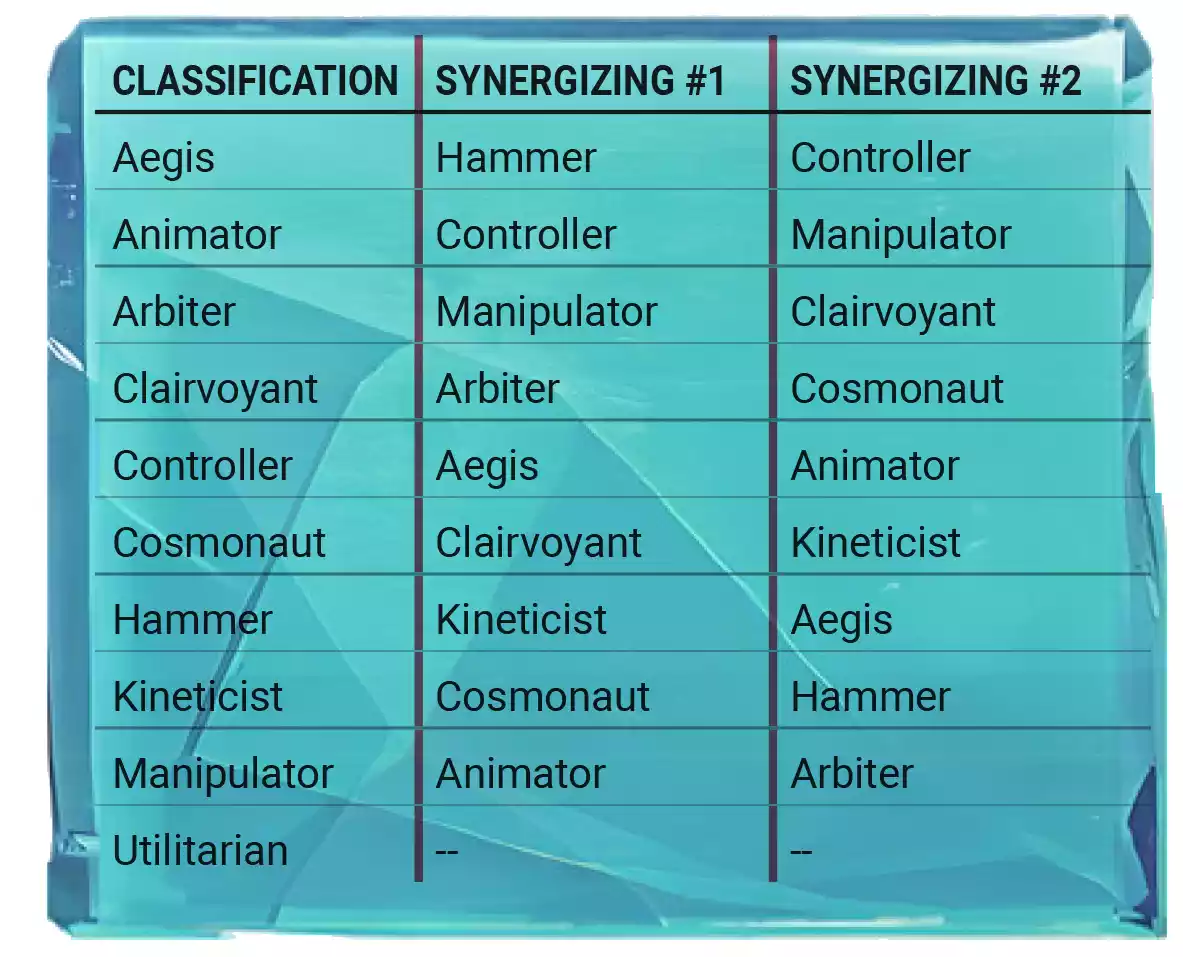 CLASSIFICATION SYNERGIZING #1 SYNERGIZING #2
Aegis Hammer Controller
Animator Controller Manipulator
Arbiter Manipulator Clairvoyant
Clairvoyant Arbiter Cosmonaut
Controller Aegis Animator
Cosmonaut Clairvoyant Kineticist
Hammer Kineticist Aegis
Kineticist Cosmonaut Hammer
Manipulator Animator Arbiter
Utilitarian -- --